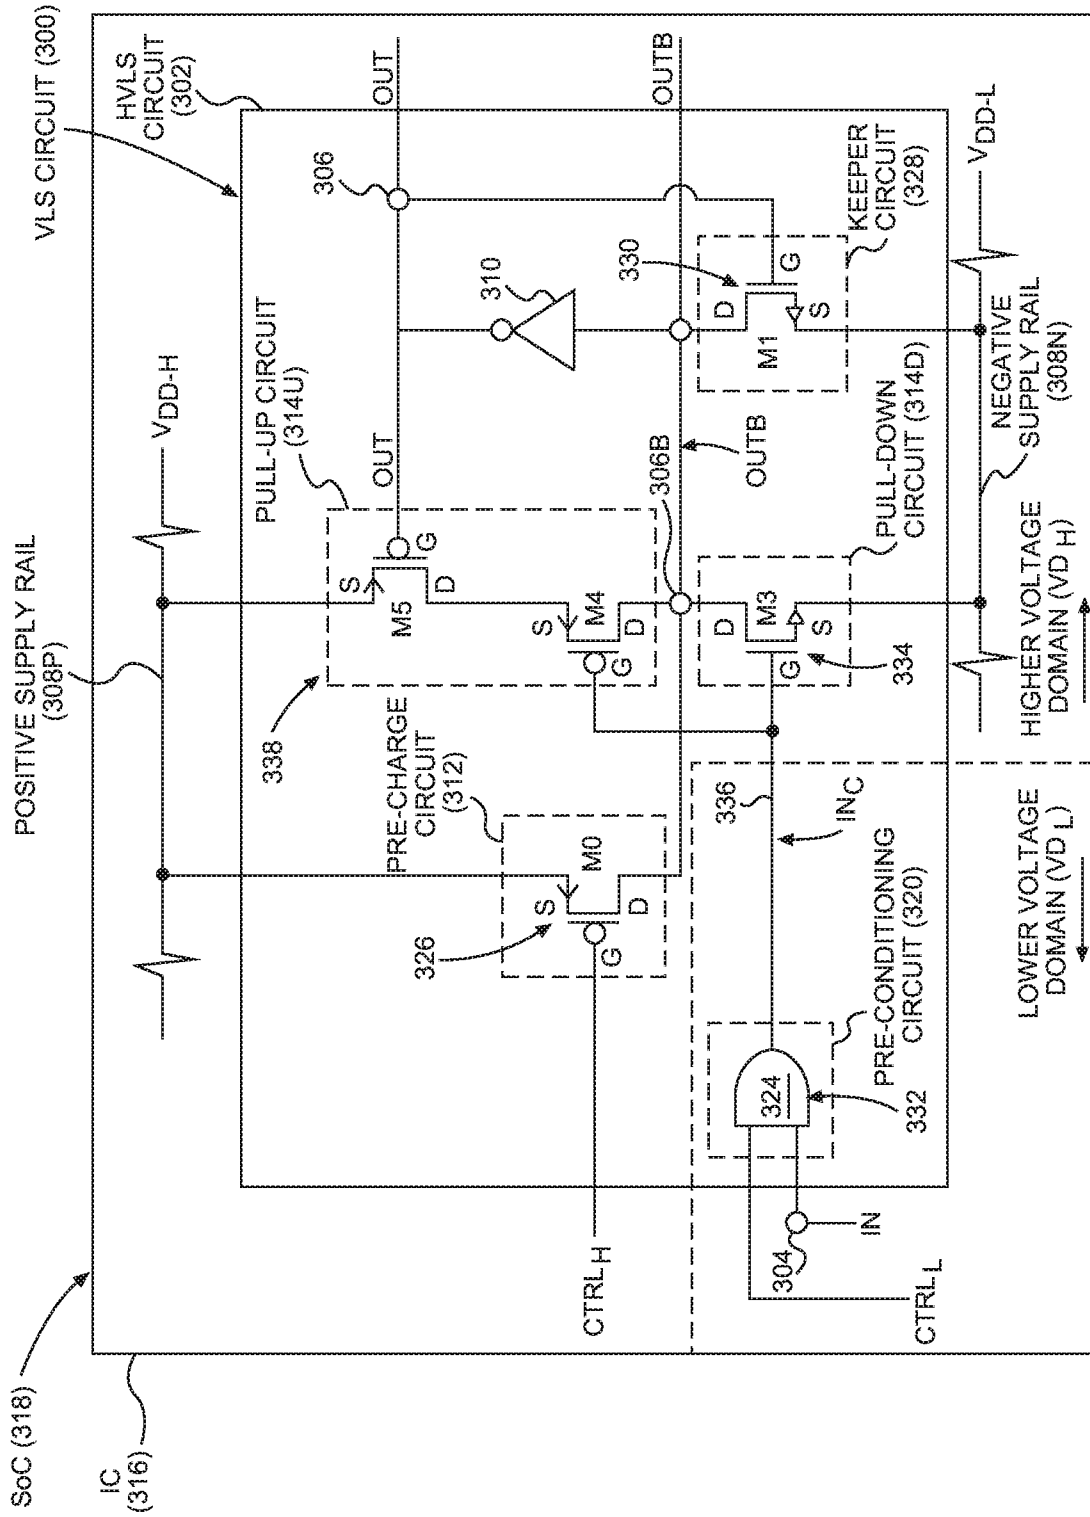 SoC (318)
IC
(316)
POSITIVE SUPPLY RAIL
(308P)
VLS CIRCUIT (300)
HVLS
CIRCUIT
(302)
VDD-H
PULL-UP CIRCUIT
(314U)
PRE-CHARGE
CIRCUIT
(312)
338
326
S
M0
G
D
S
M5
G
D
S
M4
G
D
OUT
306
OUT
310
306B
OUTB
OUTB
330
D
G
M1
S
KEEPER
CIRCUIT
(328)
D
M3
G
S
334
PULL-DOWN
CIRCUIT (314D)
336
INC
PRE-CONDITIONING
CIRCUIT (320)
324
332
CTRLH
304
IN
CTRLL
NEGATIVE
SUPPLY RAIL
(308N)
VDD-L
LOWER VOLTAGE
DOMAIN (VDL)
HIGHER VOLTAGE
DOMAIN (VDH)